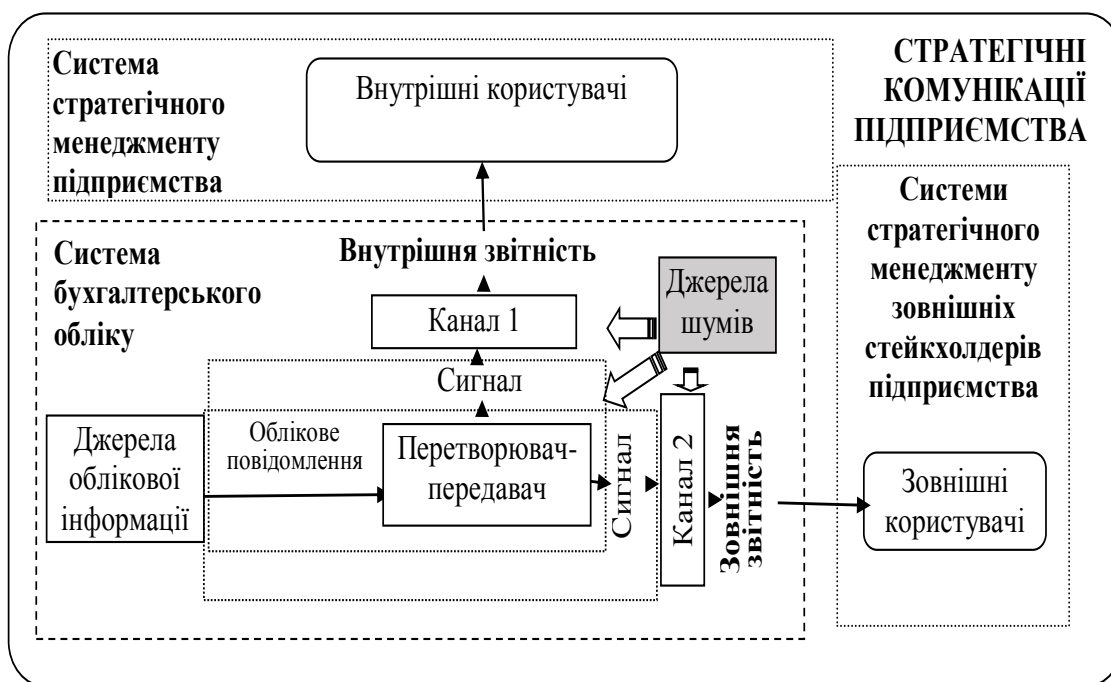 Система
стратегічного
менеджменту
підприємства
Внутрішні користувачі
СТРАТЕГІЧНІ
КОМУНІКАЦІЇ
ПІДПРИЄМСТВА
Системи
стратегічного
менеджменту
зовнішніх
стейкхолдерів
підприємства
Система
бухгалтерського
обліку
Внутрішня звітність
Канал 1
Джерела
шумів
Сигнал
Джерела
облікової
інформації
Облікове
повідомлення
Перетворювач-
передавач
Сигнал
Канал 2
Зовнішня
звітність
Зовнішні
користувачі